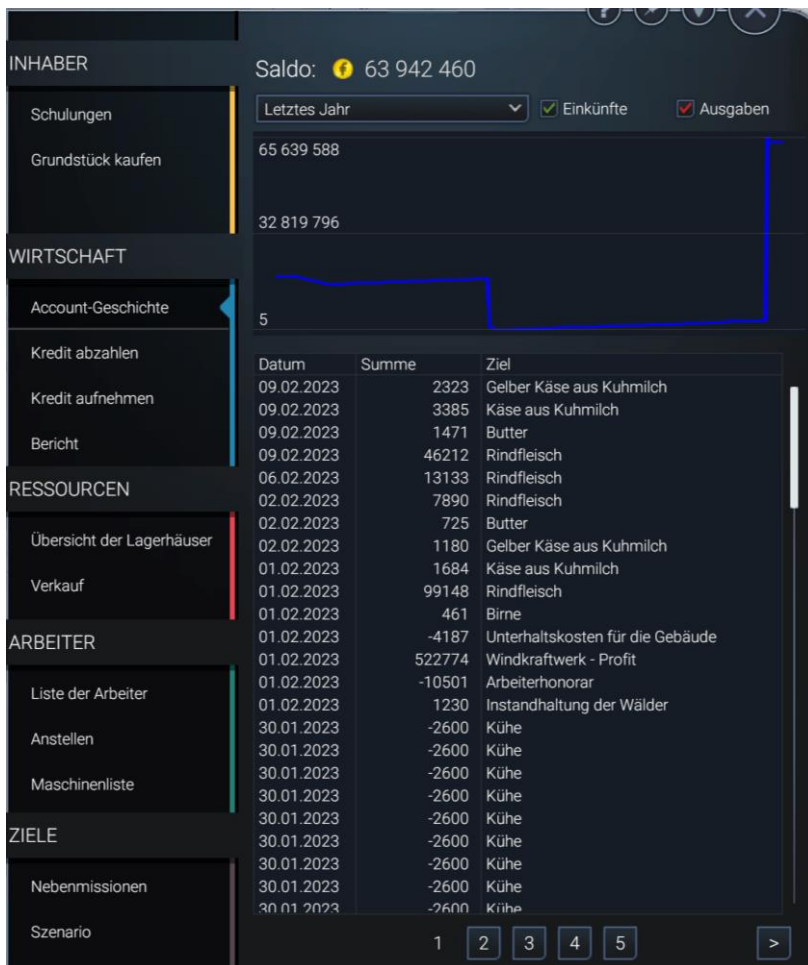 INHABER
Schulungen
Grundstück kaufen
WIRTSCHAFT
Account-Geschichte
Kredit abzahlen
Kredit aufnehmen
Bericht
RESSOURCEN
Übersicht der Lagerhäuser
Verkauf
ARBEITER
Liste der Arbeiter
Anstellen
Maschinenliste
ZIELE
Nebenmissionen
Szenario
Saldo: 63 942 460
Letztes Jahr Einkünfte Ausgaben
65 639 588
32 819 796
5
Datum Summe Ziel
09.02.2023 2323 Gelber Käse aus Kuhmilch
09.02.2023 3385 Käse aus Kuhmilch
09.02.2023 1471 Butter
09.02.2023 46212 Rindfleisch
06.02.2023 13133 Rindfleisch
02.02.2023 7890 Rindfleisch
02.02.2023 725 Butter
02.02.2023 1180 Gelber Käse aus Kuhmilch
01.02.2023 1684 Käse aus Kuhmilch
01.02.2023 99148 Rindfleisch
01.02.2023 461 Birne
01.02.2023 -4187 Unterhaltskosten für die Gebäude
01.02.2023 522774 Windkraftwerk - Profit
01.02.2023 -10501 Arbeiterhonorar
01.02.2023 1230 Instandhaltung der Wälder
30.01.2023 -2600 Kühe
30.01.2023 -2600 Kühe
30.01.2023 -2600 Kühe
30.01.2023 -2600 Kühe
30.01.2023 -2600 Kühe
30.01.2023 -2600 Kühe
30.01.2023 -2600 Kühe
30.01.2023 -2600 Kühe
30.01.2023 -2600 Kühe
1 2 3 4 5 >